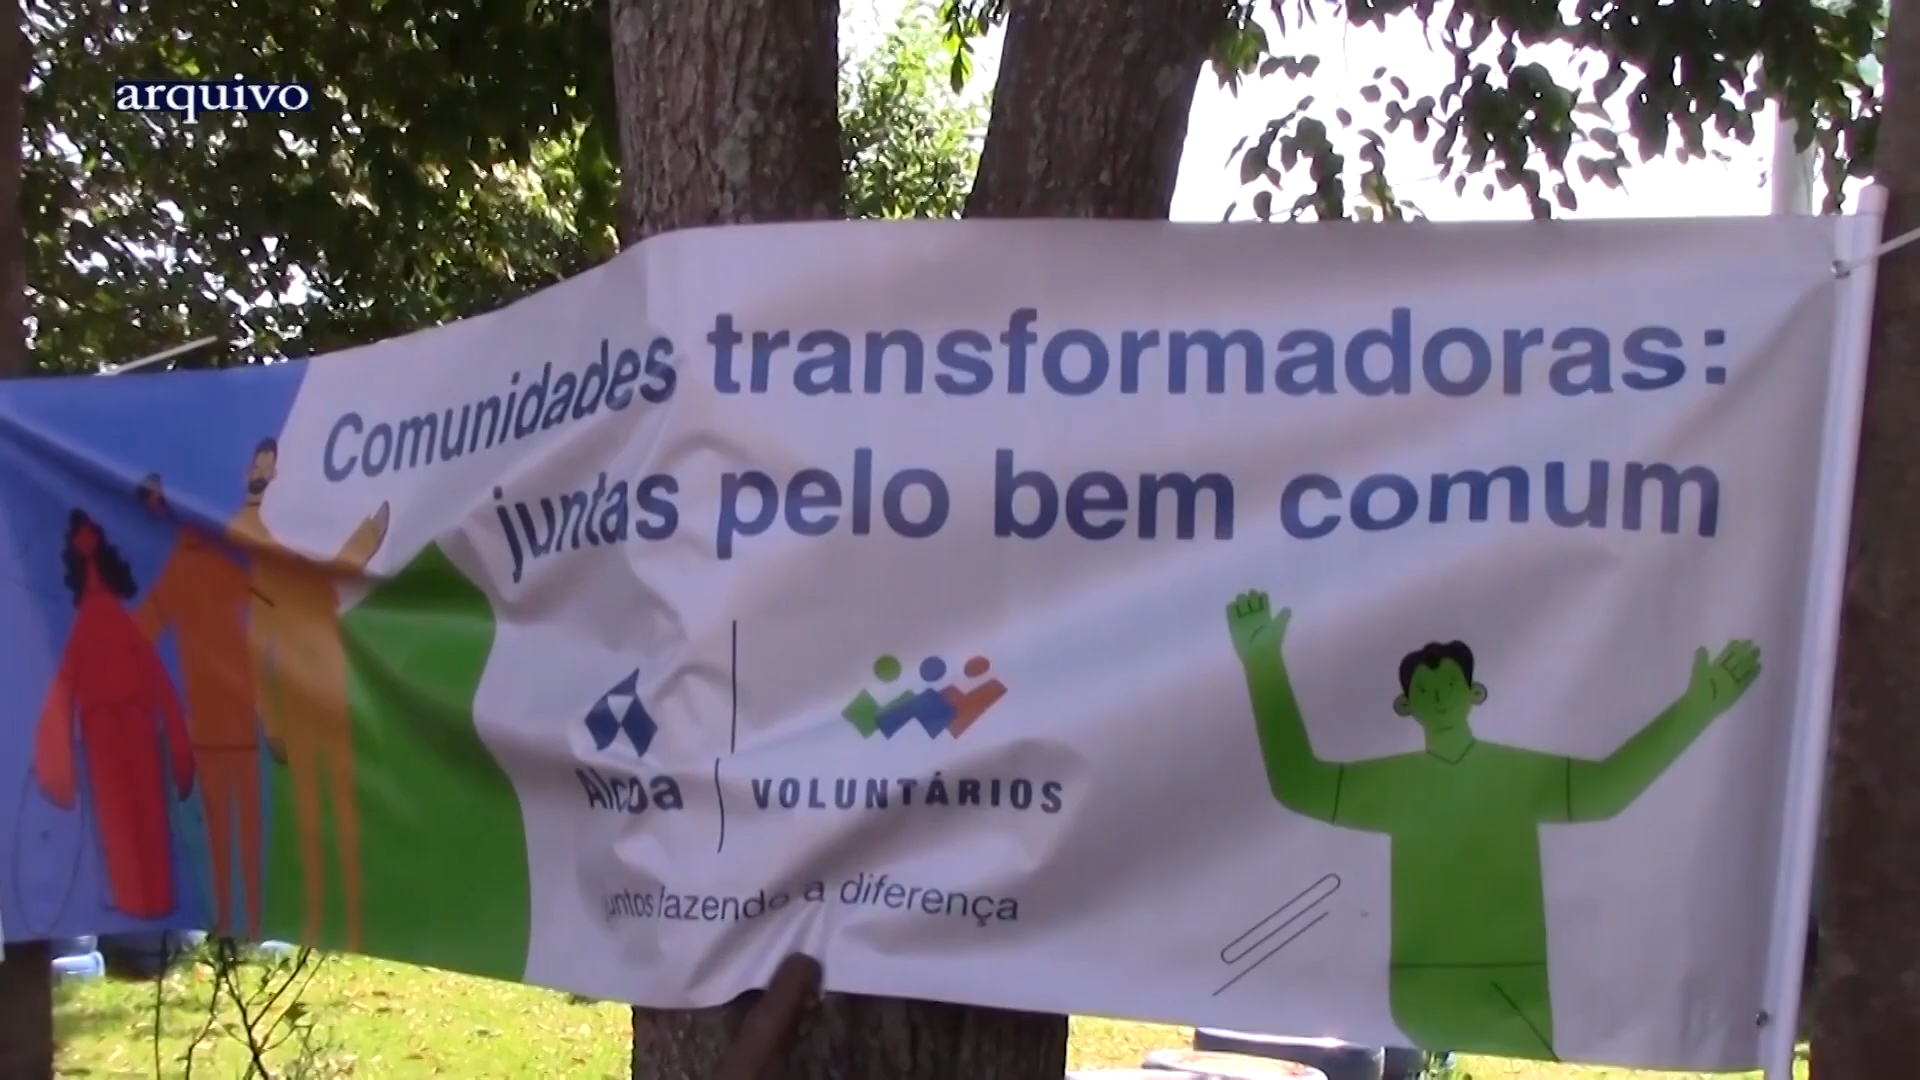 arquivo
Comunidades transformadoras:
juntas pelo bem comum
Alcoa
VOLUNTÁRIOS
juntos fazendo a diferença